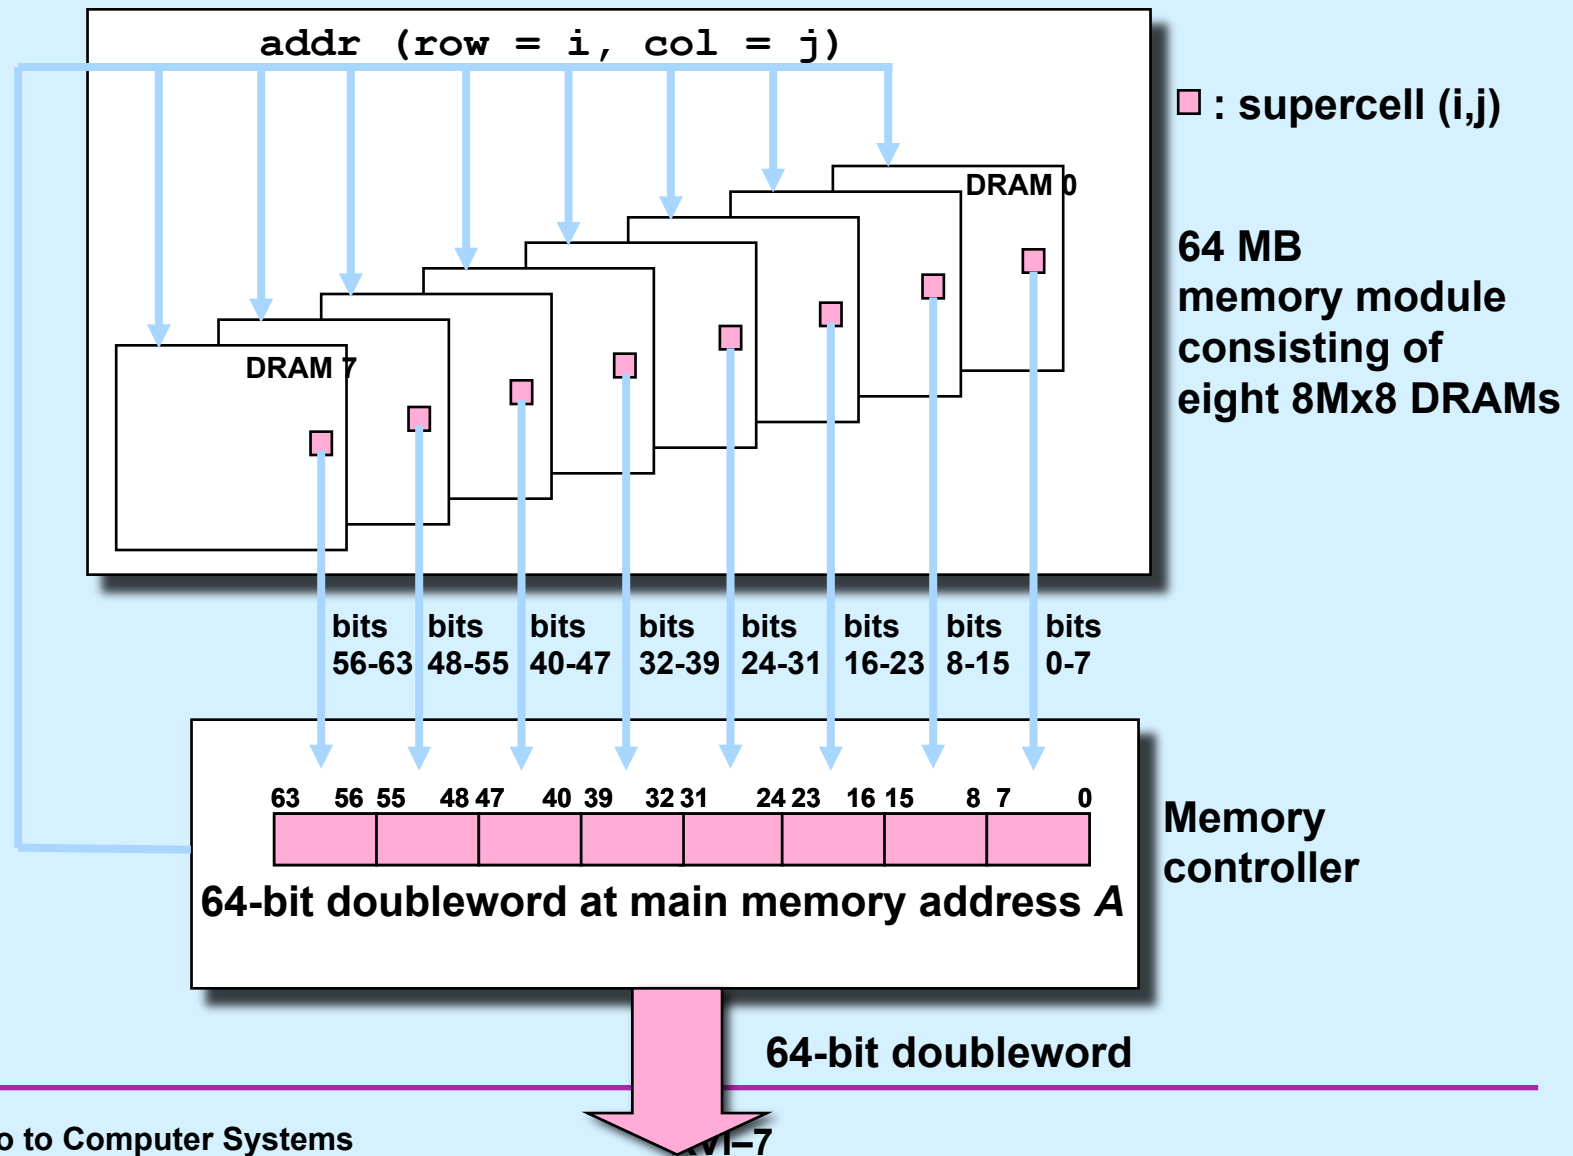 addr (row = i, col = j)
: supercell (i,j)
DRAM 0
64 MB
memory module
consisting of
eight 8Mx8 DRAMs
DRAM 7
bits 56-63
bits 48-55
bits 40-47
bits 32-39
bits 24-31
bits 16-23
bits 8-15
bits 0-7
63 56 55 48 47 40 39 32 31 24 23 16 15 8 7 0
Memory
controller
64-bit doubleword at main memory address A
64-bit doubleword
to Computer Systems